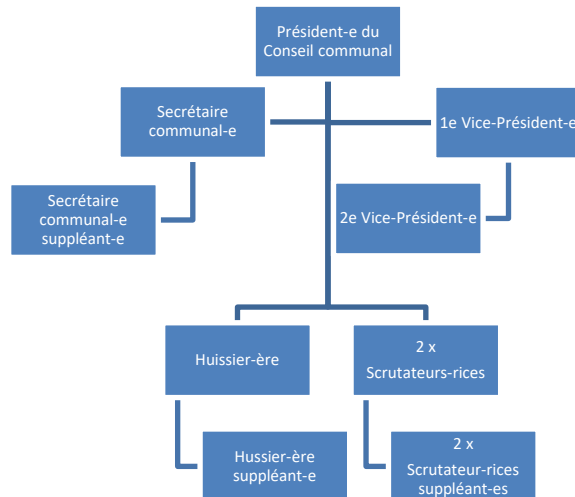 Président-e du
Conseil communal
Secrétaire
communal-e
1e Vice-Président-e
Secrétaire
communal-e
suppléant-e
2e Vice-Président-e
Huissier-ère
2 x
Scrutateurs-rices
Hussier-ère
suppléant-e
2 x
Scrutateur-rices
suppléant-es